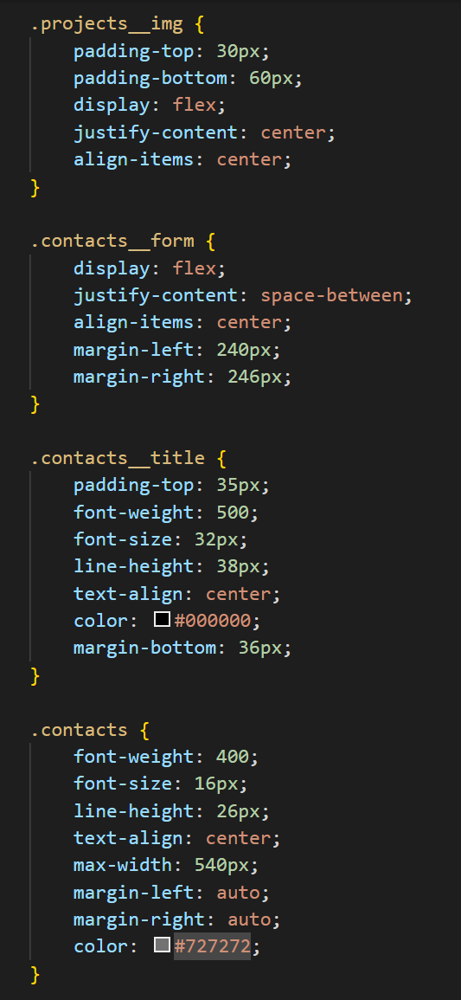 .projects__img {
padding-top: 30px;
padding-bottom: 60px;
display: flex;
justify-content: center;
align-items: center;
}
.contacts__form {
display: flex;
justify-content: space-between;
align-items: center;
margin-left: 240px;
margin-right: 246px;
}
.contacts__title {
padding-top: 35px;
font-weight: 500;
font-size: 32px;
line-height: 38px;
text-align: center;
color: #000000;
margin-bottom: 36px;
}
.contacts {
font-weight: 400;
font-size: 16px;
line-height: 26px;
text-align: center;
max-width: 540px;
margin-left: auto;
margin-right: auto;
color: #727272;
}